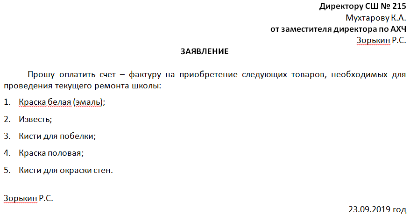 Директору СШ № 215
Мухтарову К.А.
от заместителя директора по АХЧ
Зорькин Р.С.
ЗАЯВЛЕНИЕ
Прошу оплатить счет – фактуру на приобретение следующих товаров, необходимых для
проведения текущего ремонта школы:
1. Краска белая (эмаль);
2. Известь;
3. Кисти для побелки;
4. Краска половая;
5. Кисти для окраски стен.
Зорькин Р.С.
23.09.2019 год